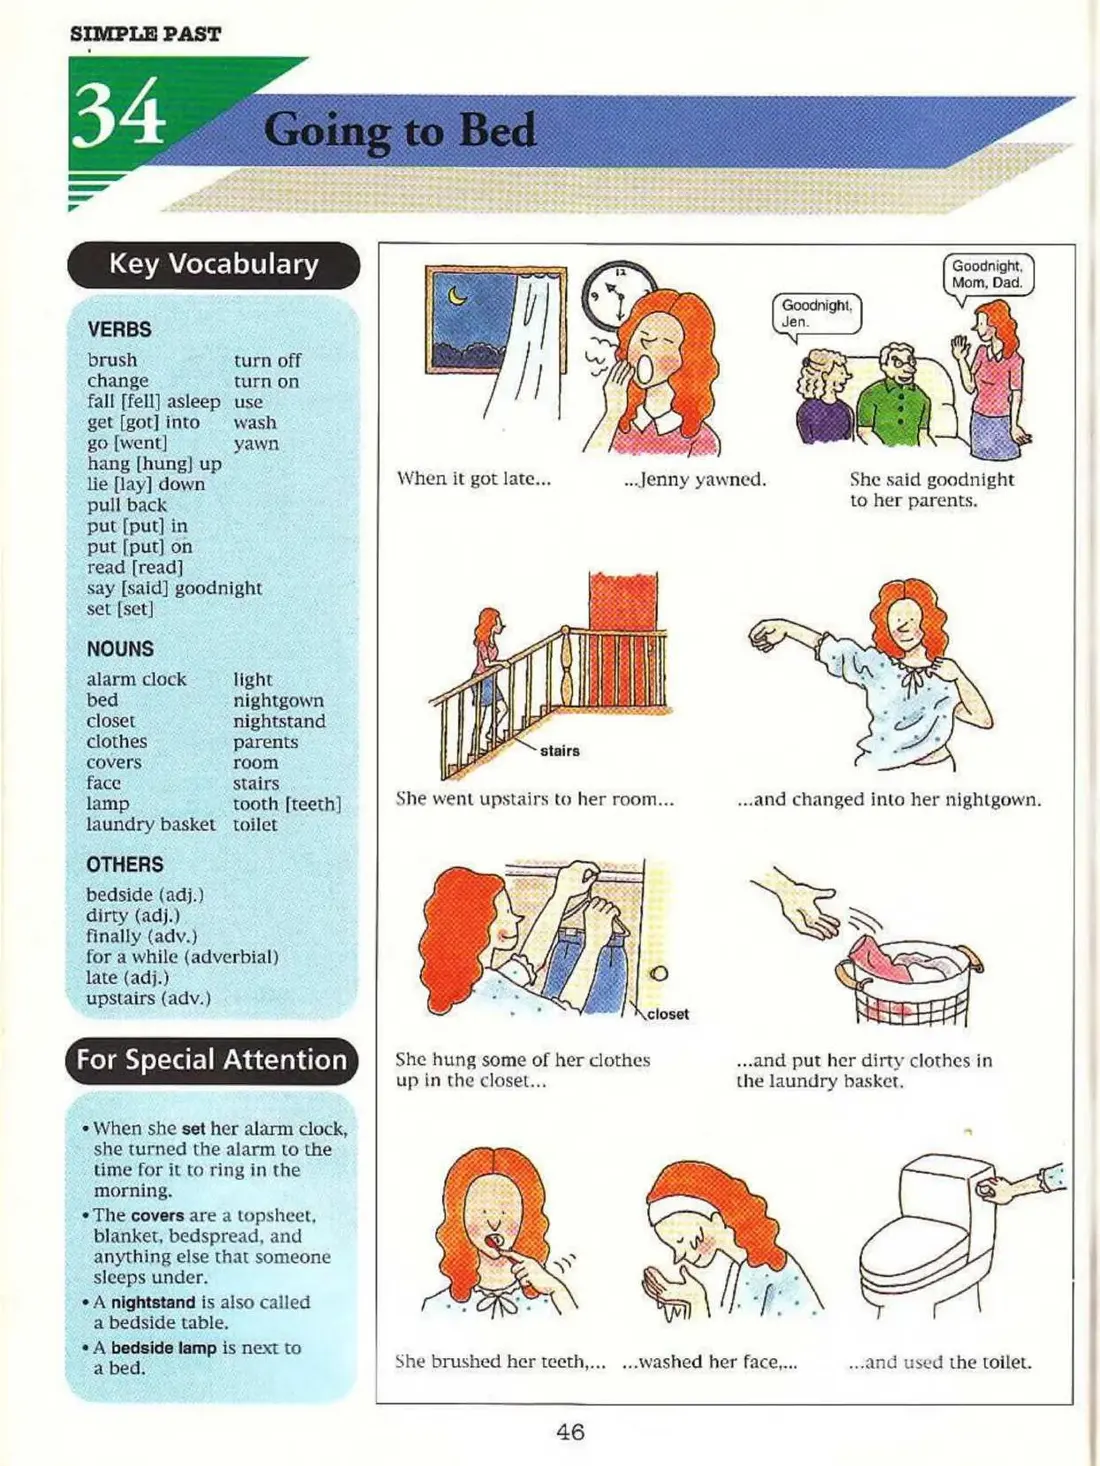 SIMPLE PAST
34
Going to Bed
Key Vocabulary
VERBS
brush
change
fall [fell] asleep
get [got] into
go [went]
hang [hung] up
lie [lay] down
pull back
put [put] in
put [put] on
read [read]
say [said] goodnight
set [set]
turn off
turn on
use
wash
yawn
NOUNS
alarm clock
bed
closet
clothes
covers
face
lamp
laundry basket
light
nightgown
nightstand
parents
room
stairs
tooth [teeth]
toilet
OTHERS
bedside (adj.)
dirty (adj.)
finally (adv.)
for a while (adverbial)
late (adj.)
upstairs (adv.)
For Special Attention
• When she set her alarm clock,
she turned the alarm to the
time for it to ring in the
morning.
• The covers are a topsheet,
blanket, bedspread, and
anything else that someone
sleeps under.
• A nightstand is also called
a bedside table.
• A bedside lamp is next to
a bed.
12
9
Goodnight,
Jen.
Goodnight,
Mom, Dad.
When it got late...
...Jenny yawned.
She said goodnight
to her parents.
stairs
She went upstairs to her room...
...and changed into her nightgown.
closet
She hung some of her clothes
up in the closet...
...and put her dirty clothes in
the laundry basket.
She brushed her teeth,...
...washed her face,...
...and used the toilet.
46